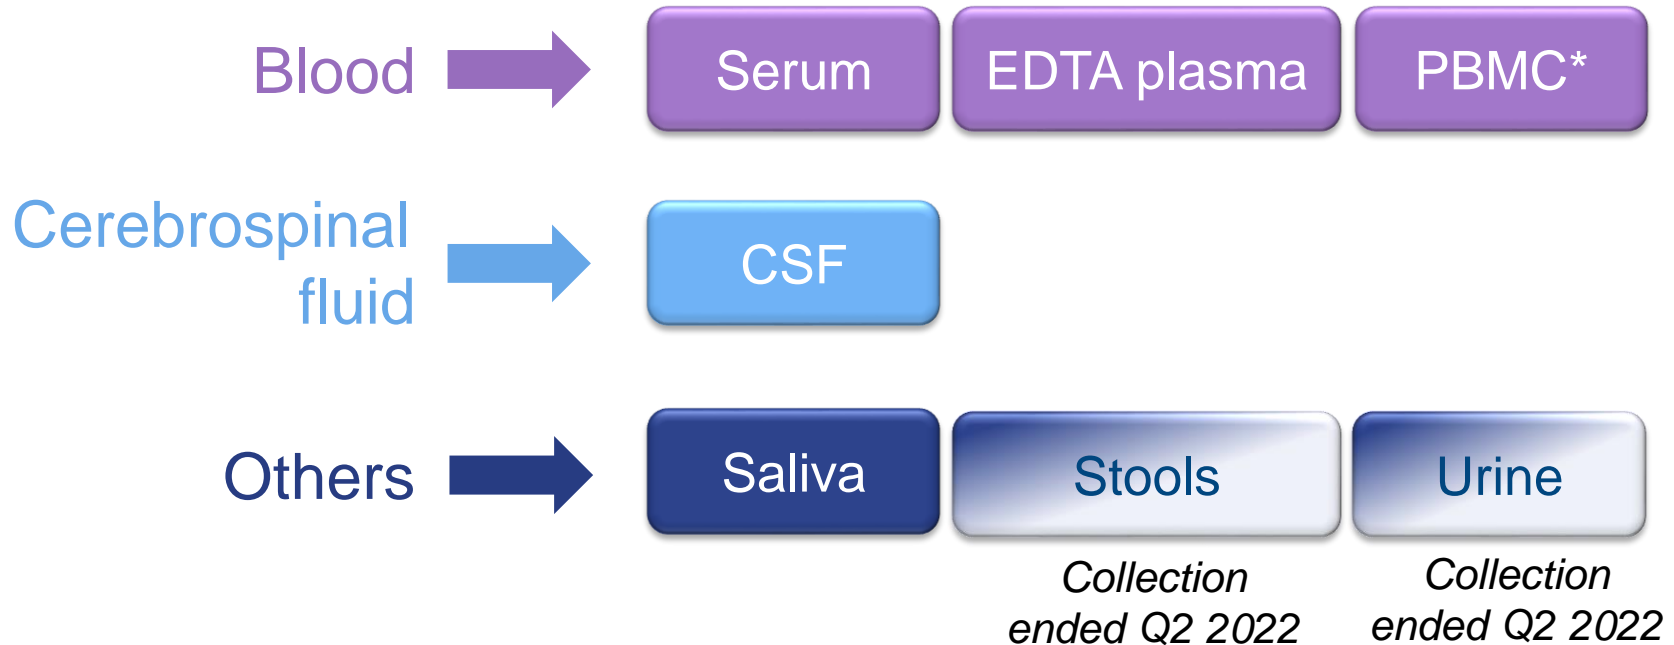 Blood
Serum
EDTA plasma
PBMC*
Cerebrospinal
fluid
CSF
Others
Saliva
Stools
Urine
Collection
ended Q2 2022
Collection
ended Q2 2022